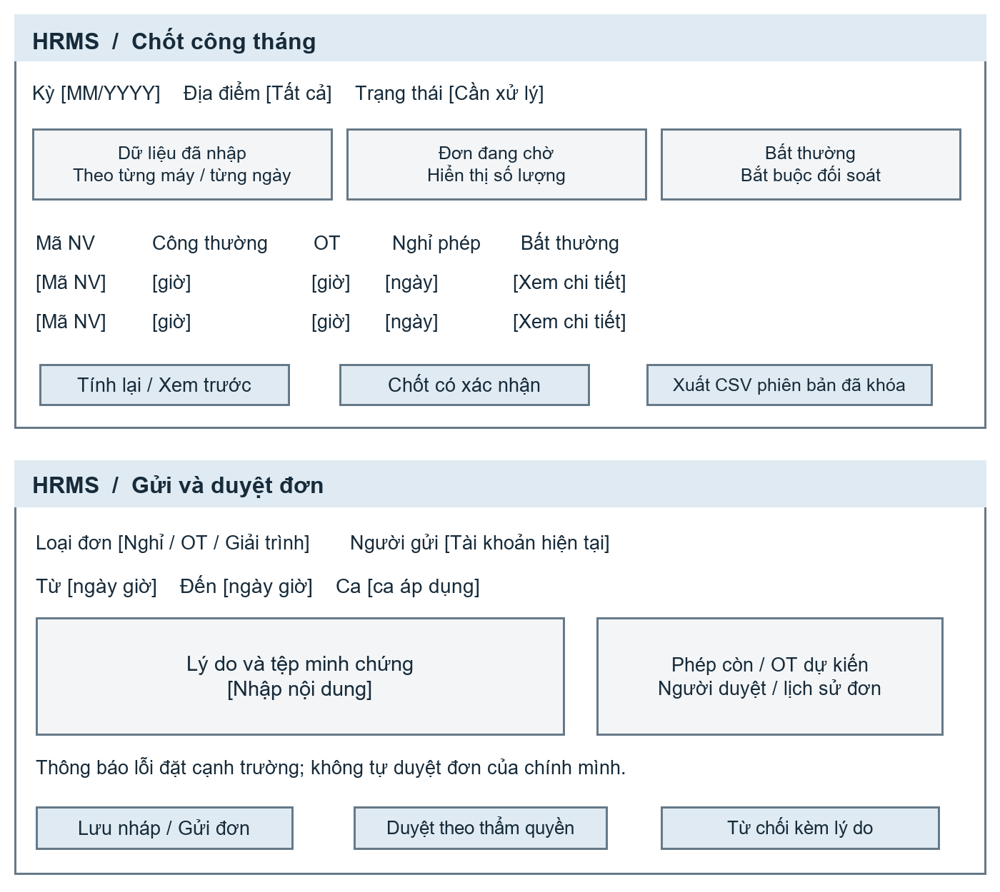 HRMS / Chốt công tháng
Kỳ [MM/YYYY] Địa điểm [Tất cả] Trạng thái [Cần xử lý]
Dữ liệu đã nhập
Theo từng máy / từng ngày
Đơn đang chờ
Hiển thị số lượng
Bất thường
Bắt buộc đối soát
Mã NV Công thường OT Nghỉ phép Bất thường
[Mã NV] [giờ] [giờ] [ngày] [Xem chi tiết]
[Mã NV] [giờ] [giờ] [ngày] [Xem chi tiết]
Tính lại / Xem trước
Chốt có xác nhận
Xuất CSV phiên bản đã khóa
HRMS / Gửi và duyệt đơn
Loại đơn [Nghỉ / OT / Giải trình] Người gửi [Tài khoản hiện tại]
Từ [ngày giờ] Đến [ngày giờ] Ca [ca áp dụng]
Lý do và tệp minh chứng
[Nhập nội dung]
Phép còn / OT dự kiến
Người duyệt / lịch sử đơn
Thông báo lỗi đặt cạnh trường; không tự duyệt đơn của chính mình.
Lưu nháp / Gửi đơn
Duyệt theo thẩm quyền
Từ chối kèm lý do